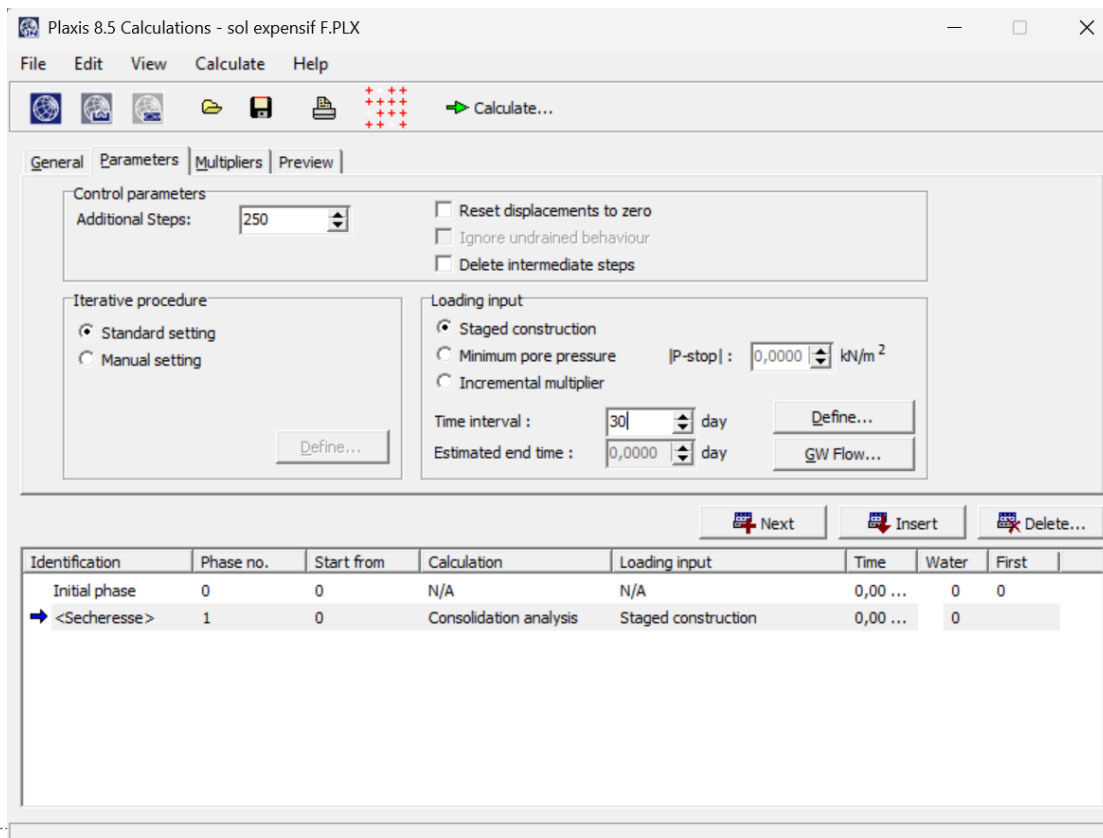 Plaxis 8.5 Calculations - sol expensif F.PLX
File Edit View Calculate Help
Calculate...
General Parameters Multipliers Preview
Control parameters
Additional Steps: 250
Reset displacements to zero
Ignore undrained behaviour
Delete intermediate steps
Iterative procedure
Standard setting
Manual setting
Define...
Loading input
Staged construction
Minimum pore pressure |P-stop| : 0,0000 kN/m 2
Incremental multiplier
Time interval : 30 day Define...
Estimated end time : 0,0000 day GW Flow...
Next Insert Delete...
Identification Phase no. Start from Calculation Loading input Time Water First
Initial phase 0 0 N/A N/A 0,00 ... 0 0
<Secheresse> 1 0 Consolidation analysis Staged construction 0,00 ... 0